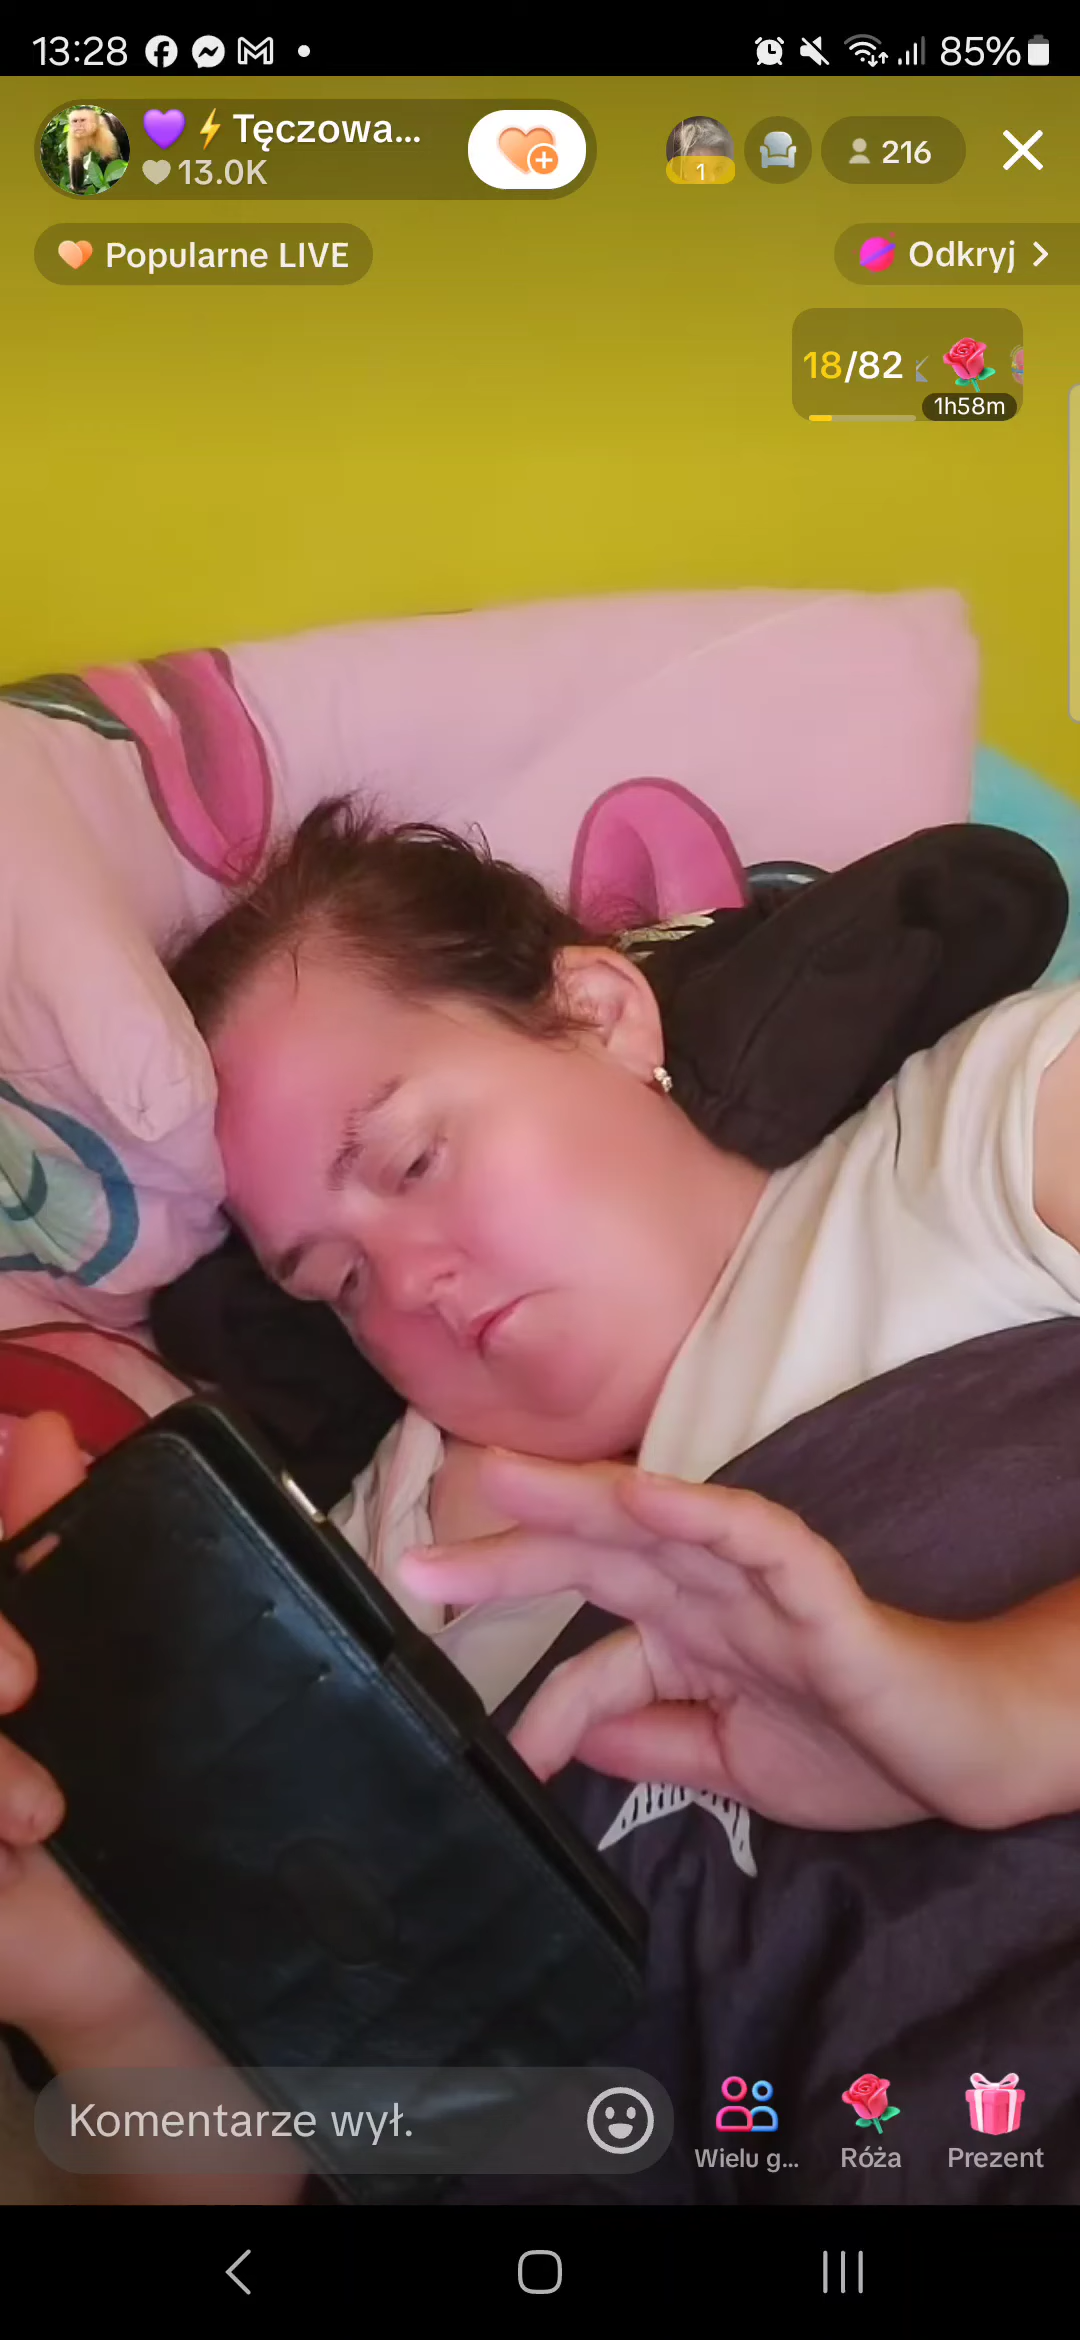 13:28
85%
Tęczowa...
13.0K
1
216
Popularne LIVE
Odkryj
18/82
1h58m
Komentarze wył.
Wielu g...
Róża
Prezent